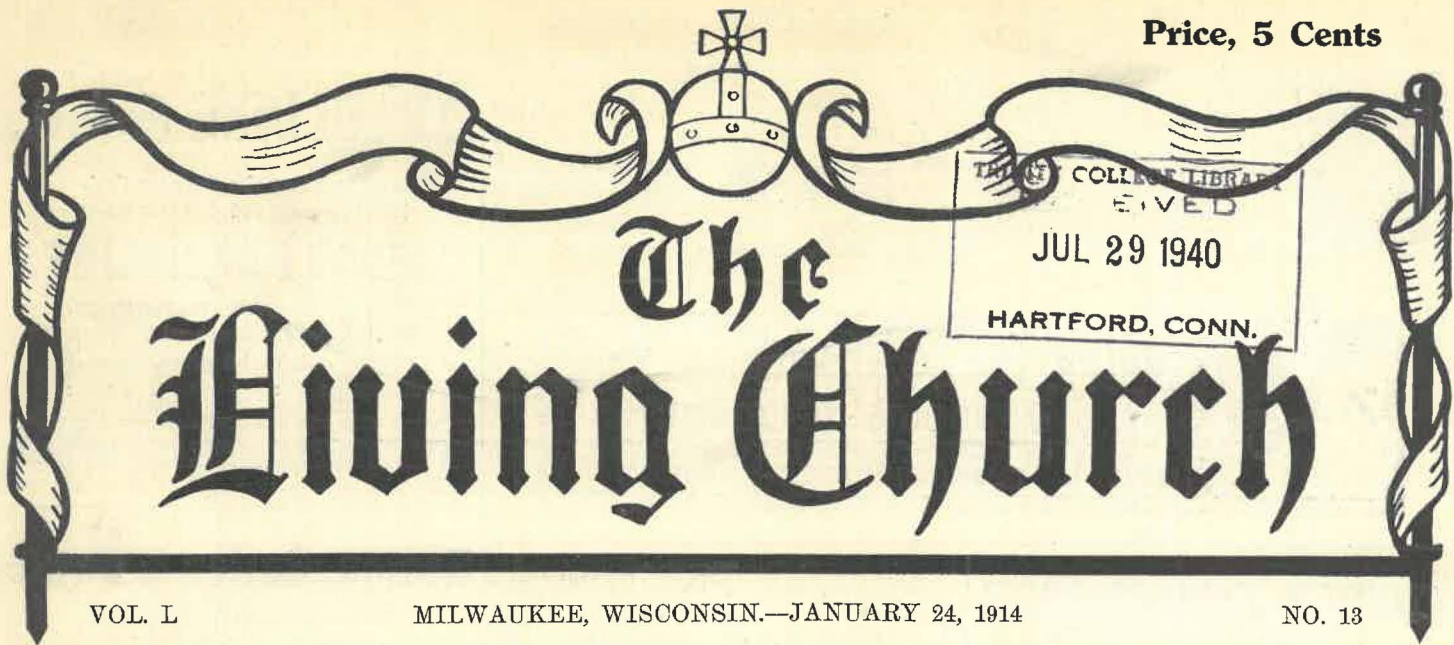 Price, 5 Cents
The
Living Church
TRINITY COLLEGE LIBRARY
JUL 29 1940
HARTFORD, CONN.
VOL. L MILWAUKEE, WISCONSIN.—JANUARY 24, 1914 NO. 13